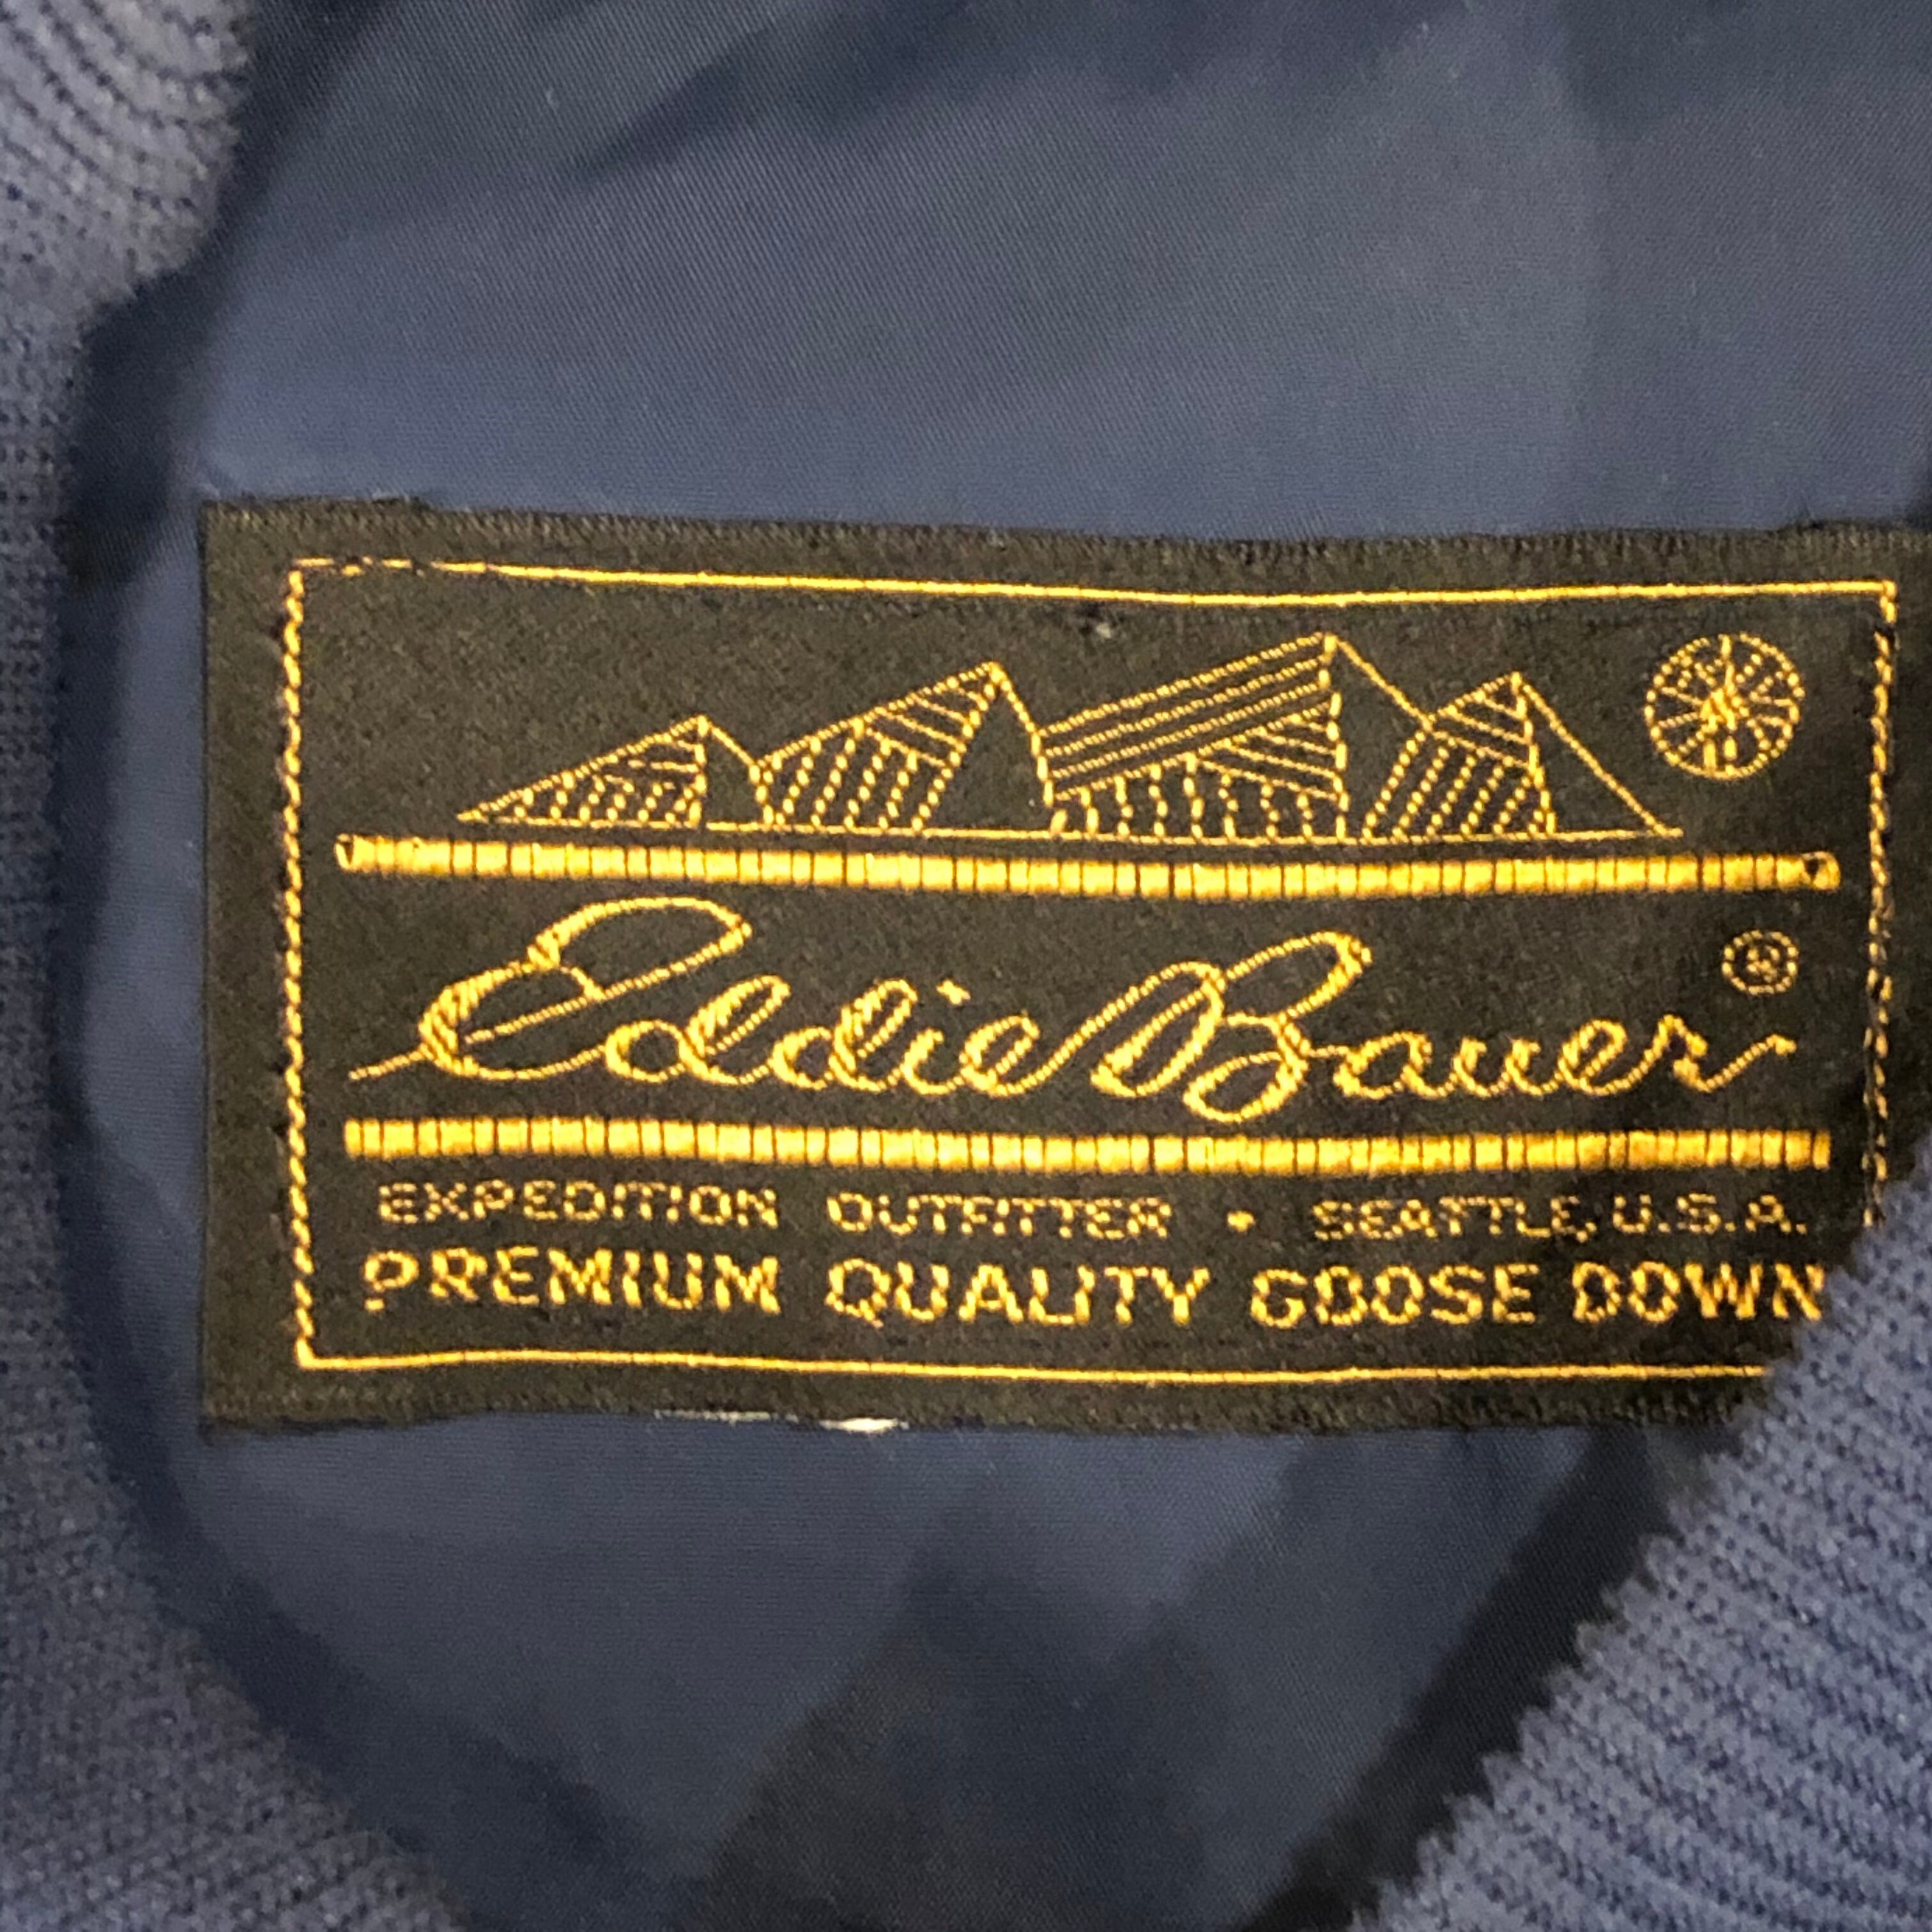 Eddie Bauer ®
EXPEDITION OUTFITTER • SEATTLE, U.S.A.
PREMIUM QUALITY GOOSE DOWN